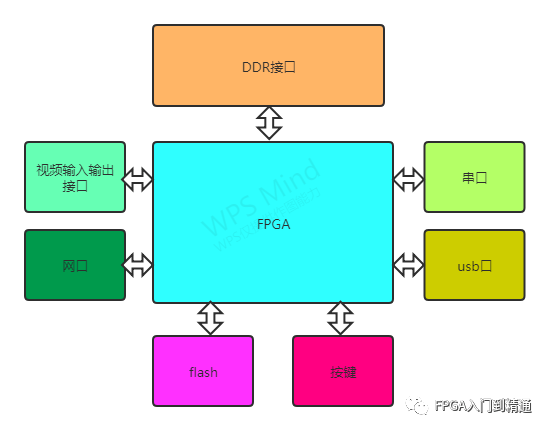 DDR接口
视频输入输出
接口
WPS Mind
FPGA
串口
网口
usb口
flash
按键
FPGA入门到精通